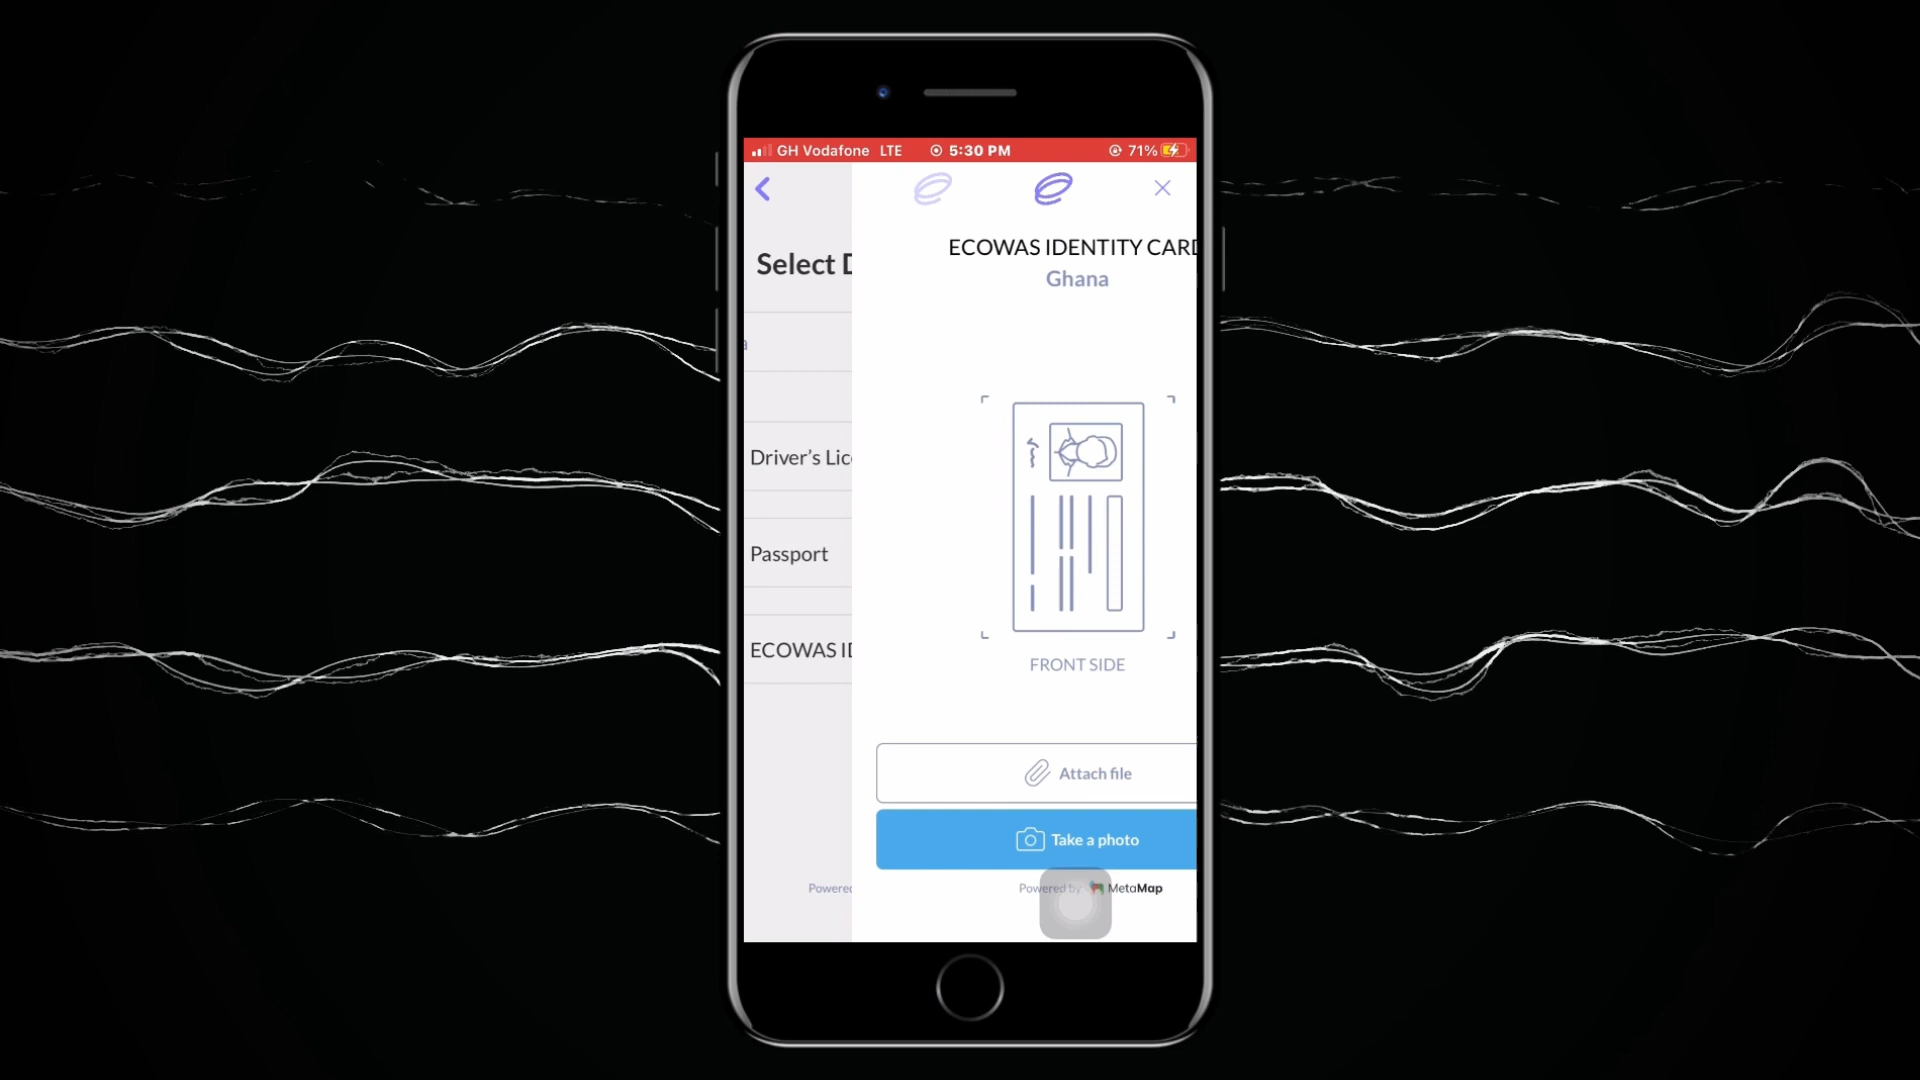 GH Vodafone LTE 5:30 PM 71%
Select D
ECOWAS IDENTITY CARD
Ghana
Driver's Lic
Passport
ECOWAS ID
FRONT SIDE
Attach file
Take a photo
Powered
Powered by MetaMap